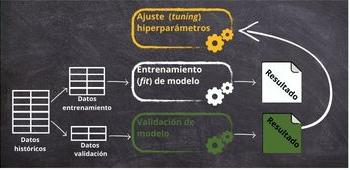 Ajuste (tuning)
hiperparámetros
Entrenamiento
(fit) de modelo
Resultado
Datos
entrenamiento
Validación de
modelo
Resultado
Datos
históricos
Datos
validación